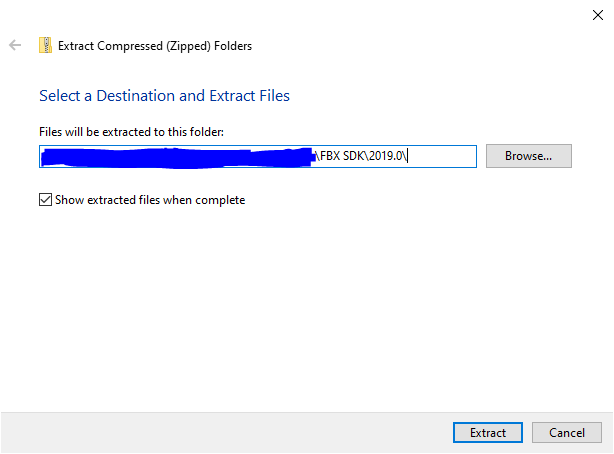 Extract Compressed (Zipped) Folders
Select a Destination and Extract Files
Files will be extracted to this folder:
\FBX SDK\2019.0\
Browse...
Show extracted files when complete
Extract
Cancel